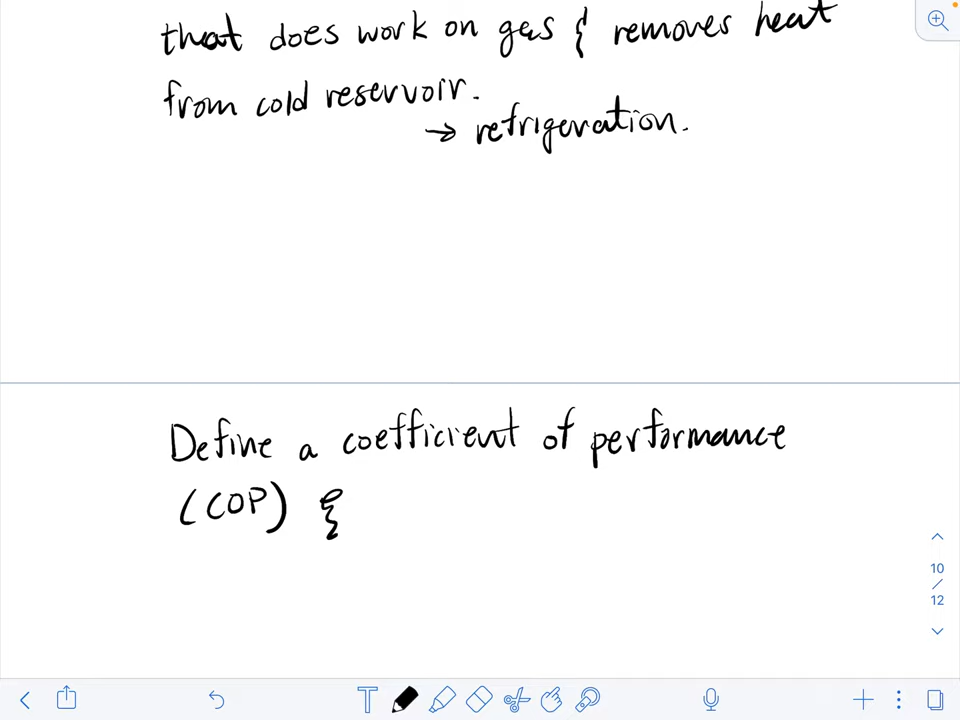 that does work on gas & removes heat
from cold reservoir.
→ refrigeration.
Define a coefficient of performance
(COP) ξ
10
/
12
T